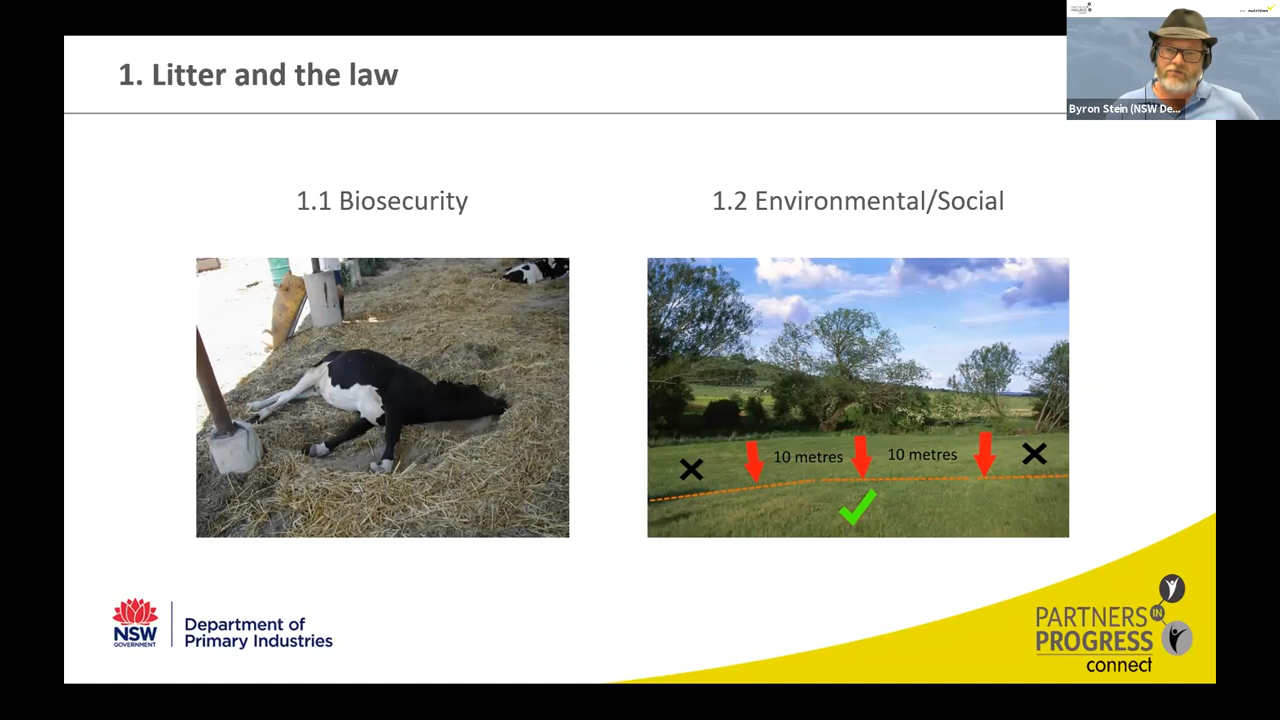 1. Litter and the law
Byron Stein (NSW De...
nutrition
1.1 Biosecurity
1.2 Environmental/Social
10 metres
10 metres
NSW
GOVERNMENT
Department of
Primary Industries
PARTNERS
IN
PROGRESS
connect